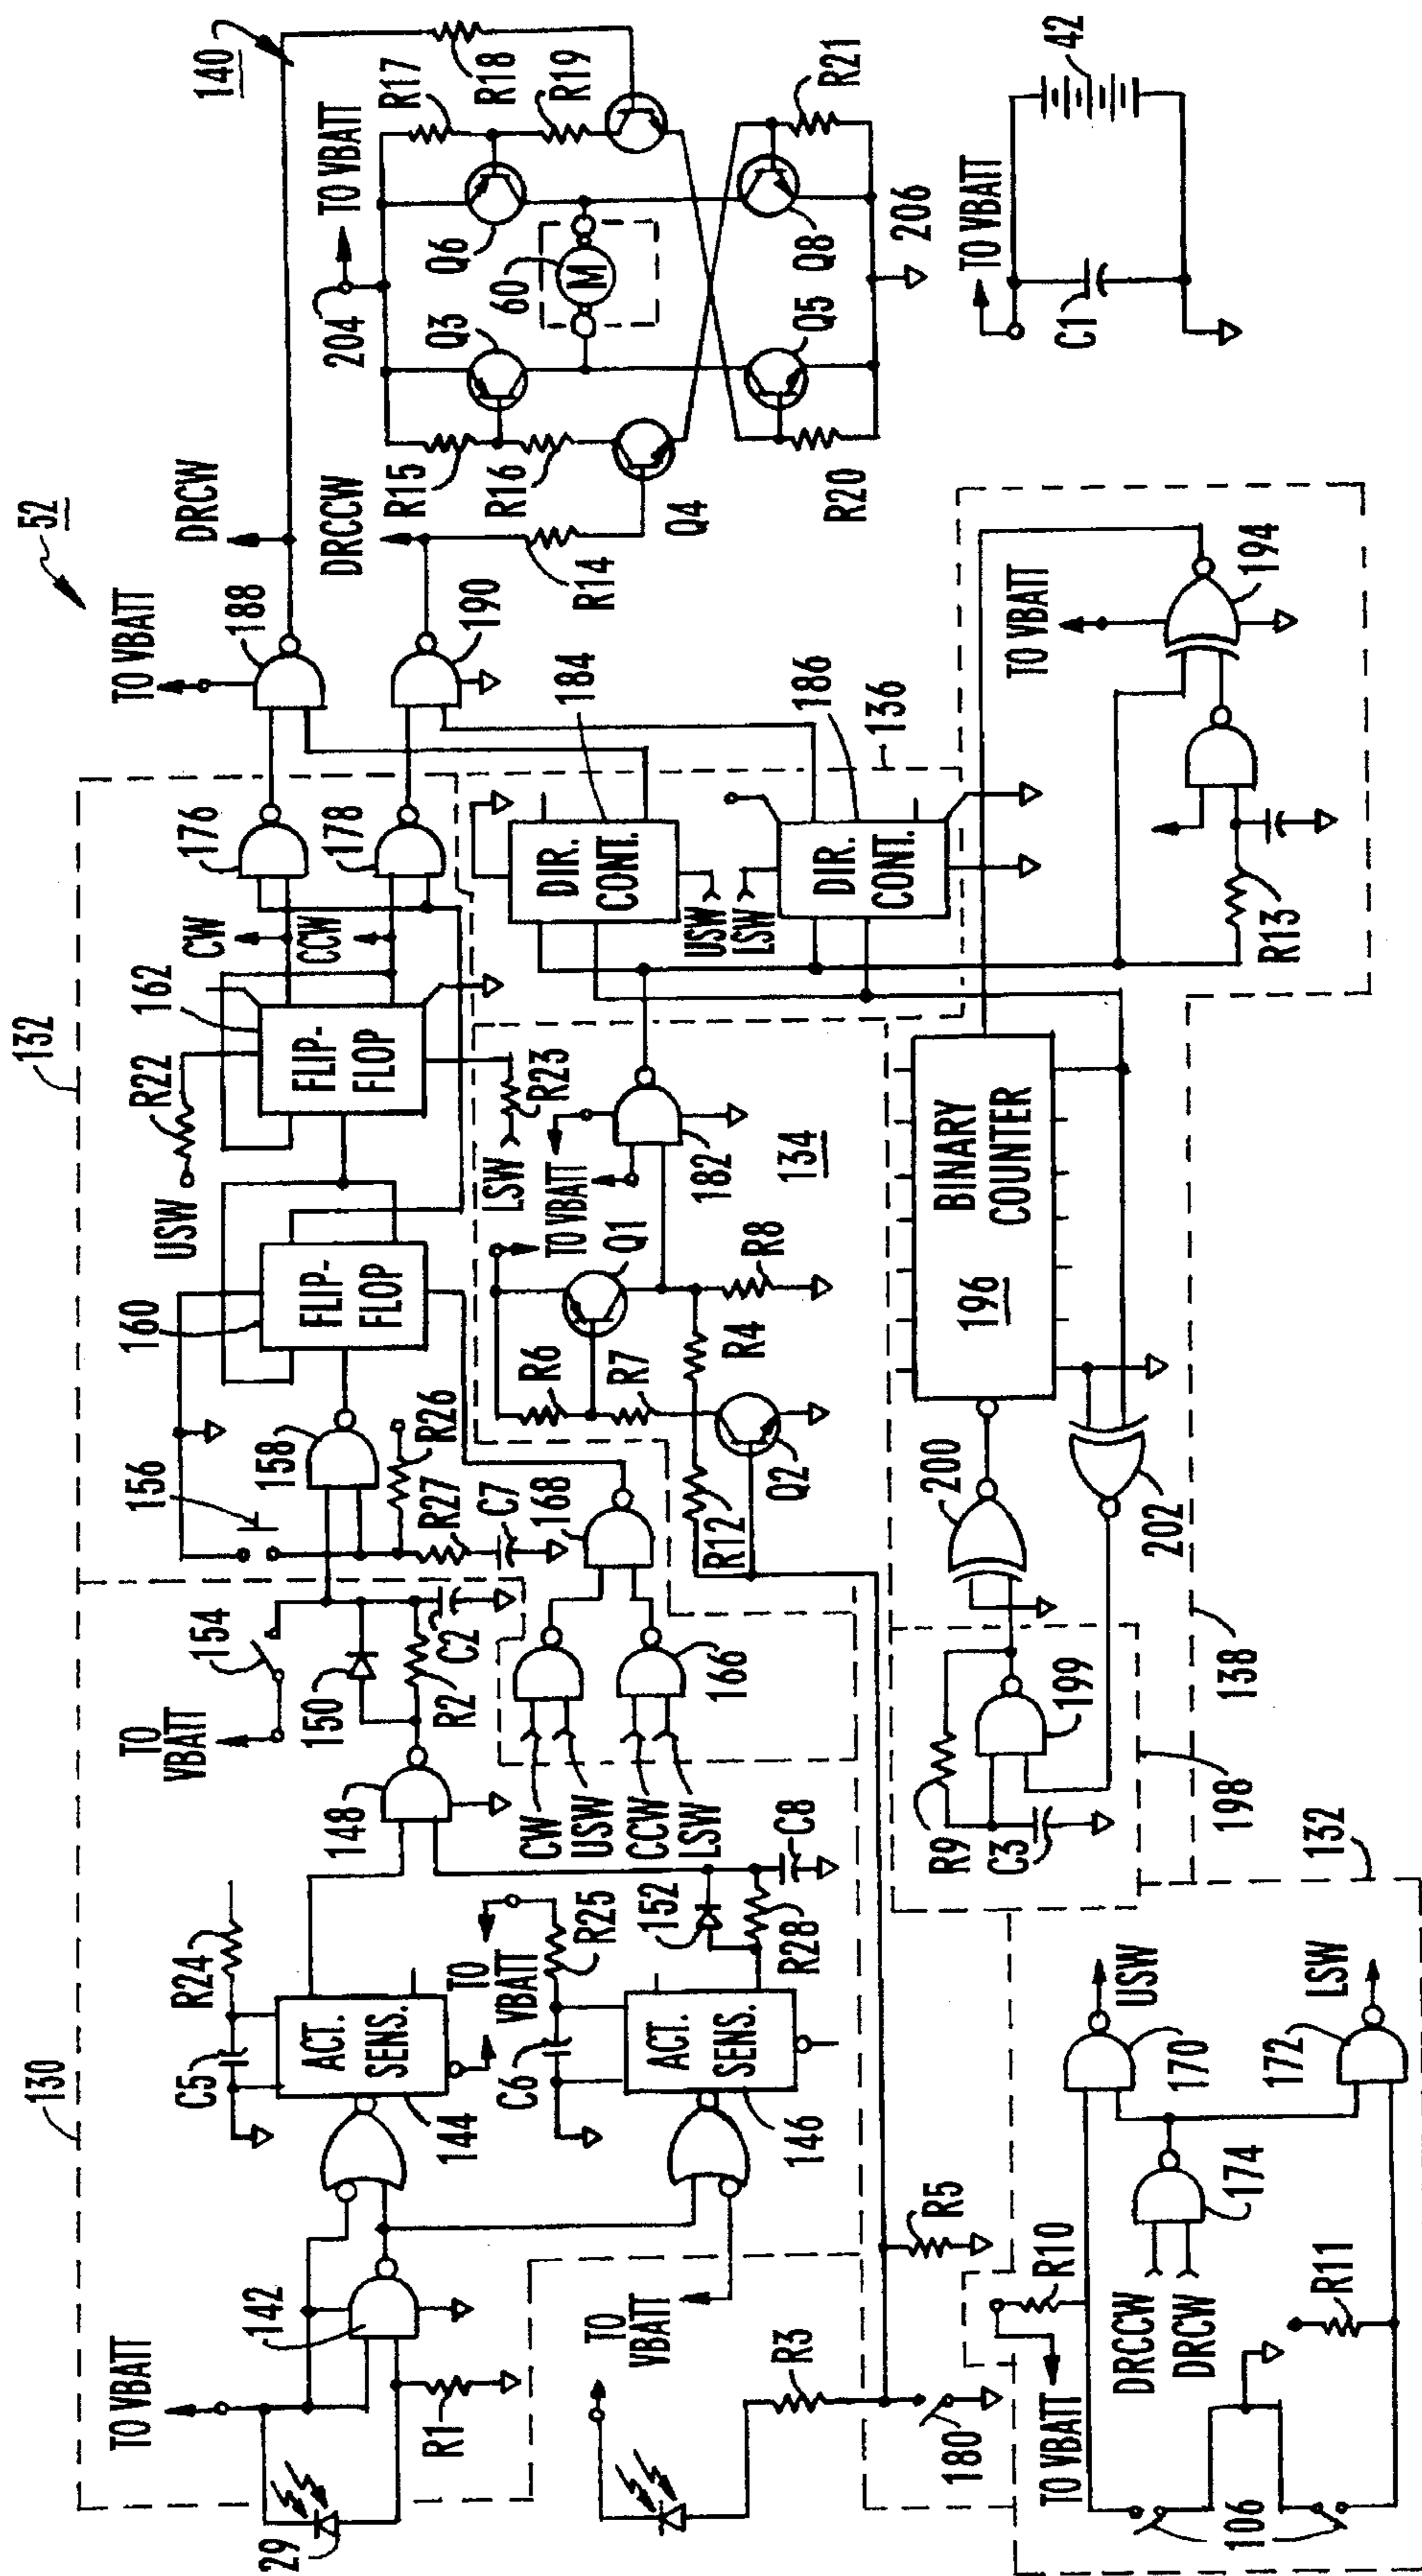 52
132
130
TO VBATT
142
29
R1
R24
C5
ACT. SENS.
144
148
TO VBATT
154
150
R2
C2
156
158
R26
R27
C7
160
FLIP-FLOP
USW
R22
162
FLIP-FLOP
CW
CCW
176
178
TO VBATT
188
190
DRCW
DRCCW
140
TO VBATT
204
R14
R15
R16
Q4
Q3
60
M
Q6
R17
R18
R19
Q5
Q8
R20
R21
206
TO VBATT
C1
42
TO VBATT
R25
C6
ACT. SENS.
146
152
R28
C8
CW
USW
CCW
LSW
166
168
LSW
R23
TO VBATT
182
134
Q1
R6
R7
R4
R8
R12
Q2
DIR. CONT.
184
USW
LSW
DIR. CONT.
186
136
TO VBATT
R3
180
R5
R9
C3
199
198
138
200
202
BINARY COUNTER
196
TO VBATT
194
R13
TO VBATT
R10
106
DRCCW
DRCW
174
R11
170
172
USW
LSW
132